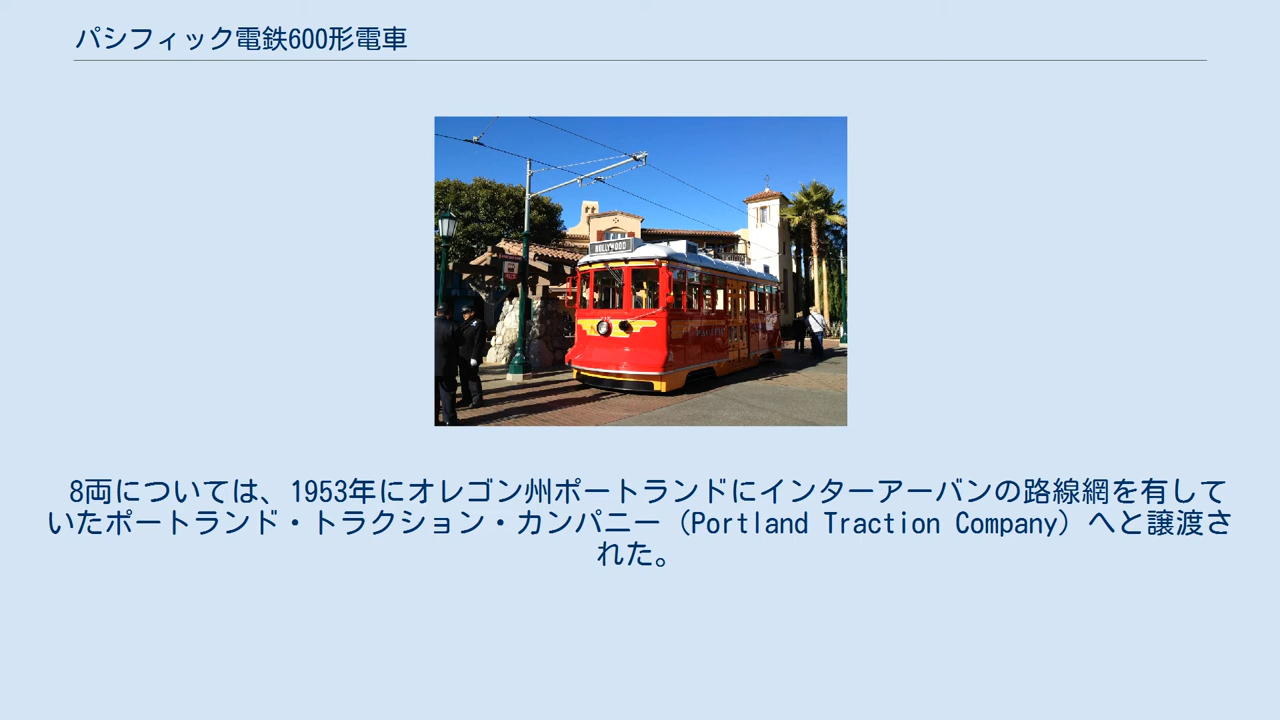 パシフィック電鉄600形電車
HOLLYWOOD
8両については、1953年にオレゴン州ポートランドにインターアーバンの路線網を有して
いたポートランド・トラクション・カンパニー（Portland Traction Company）へと譲渡さ
れた。